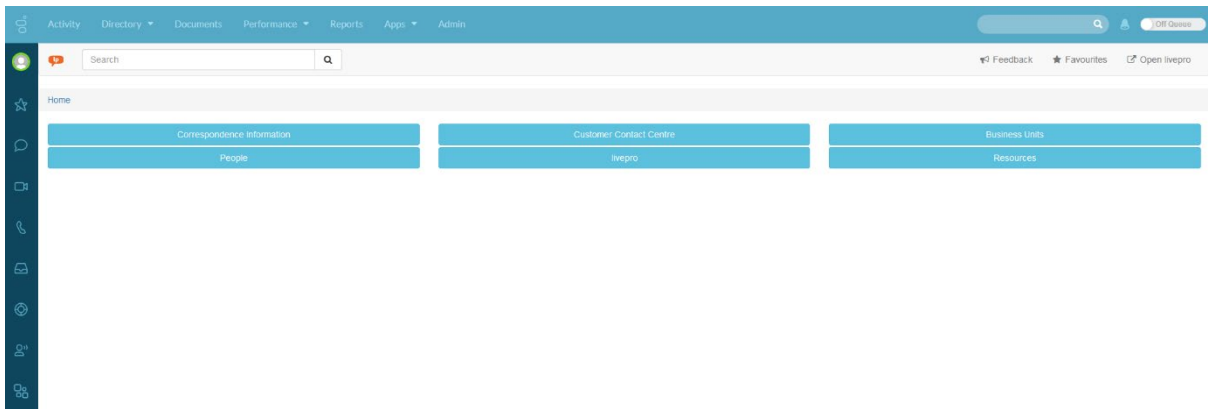 Activity Directory Documents Performance Reports Apps Admin Off Queue
lp Search Feedback Favourites Open livepro
Home
Correspondence Information Customer Contact Centre Business Units
People livepro Resources